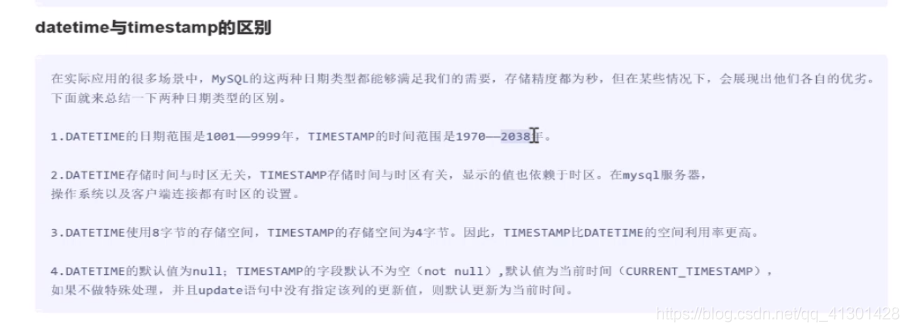 datetime与timestamp的区别
在实际应用的很多场景中，MySQL的这两种日期类型都能够满足我们的需要，存储精度都为秒，但在某些情况下，会展现出他们各自的优劣。
下面就来总结一下两种日期类型的区别。
1.DATETIME的日期范围是1001——9999年，TIMESTAMP的时间范围是1970——2038年。
2.DATETIME存储时间与时区无关，TIMESTAMP存储时间与时区有关，显示的值也依赖于时区。在mysql服务器，
操作系统以及客户端连接都有时区的设置。
3.DATETIME使用8字节的存储空间，TIMESTAMP的存储空间为4字节。因此，TIMESTAMP比DATETIME的空间利用率更高。
4.DATETIME的默认值为null；TIMESTAMP的字段默认不为空（not null）,默认值为当前时间（CURRENT_TIMESTAMP），
如果不做特殊处理，并且update语句中没有指定该列的更新值，则默认更新为当前时间。
https://blog.csdn.net/qq_41301428